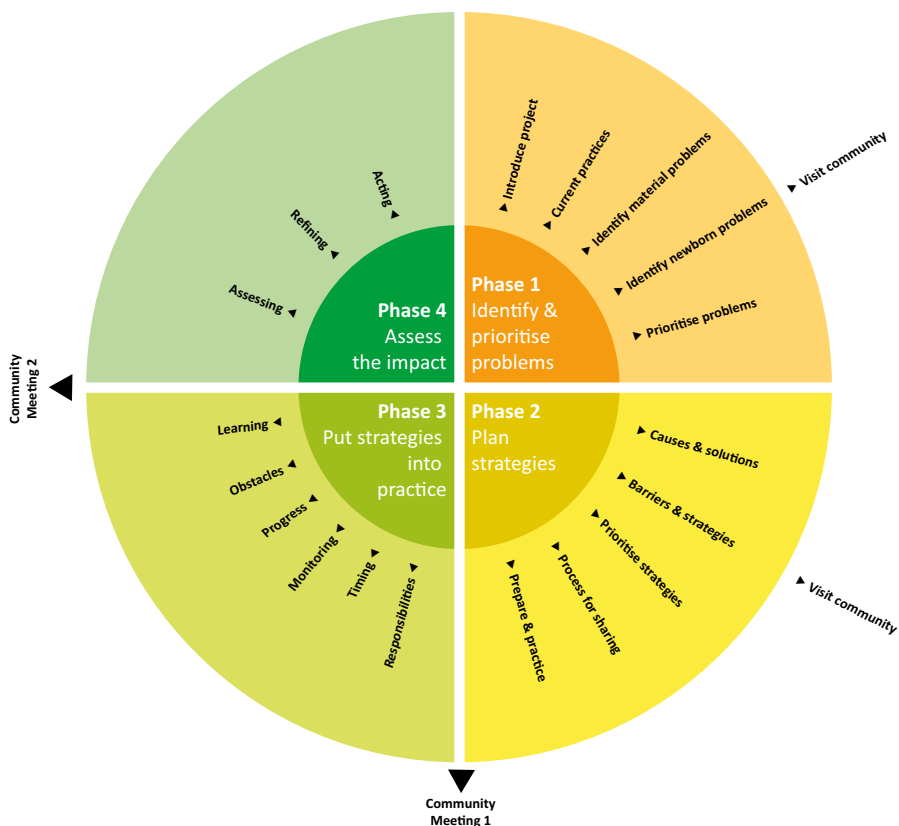 Phase 1
Identify &
prioritise
problems
Introduce project
Current practices
Identify material problems
Identify newborn problems
Prioritise problems
Visit community
Phase 2
Plan
strategies
Causes & solutions
Barriers & strategies
Prioritise strategies
Process for sharing
Prepare & practice
Visit community
Community
Meeting 1
Phase 3
Put strategies
into
practice
Responsibilities
Timing
Monitoring
Progress
Obstacles
Learning
Community
Meeting 2
Phase 4
Assess
the impact
Assessing
Refining
Acting